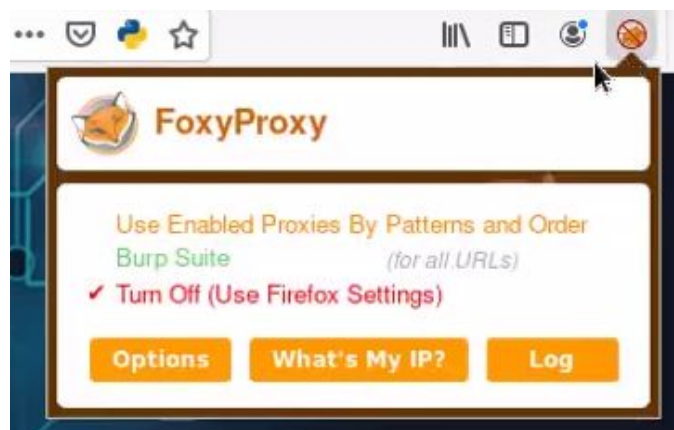 FoxyProxy
Use Enabled Proxies By Patterns and Order
Burp Suite (for all URLs)
✔ Turn Off (Use Firefox Settings)
Options What's My IP? Log